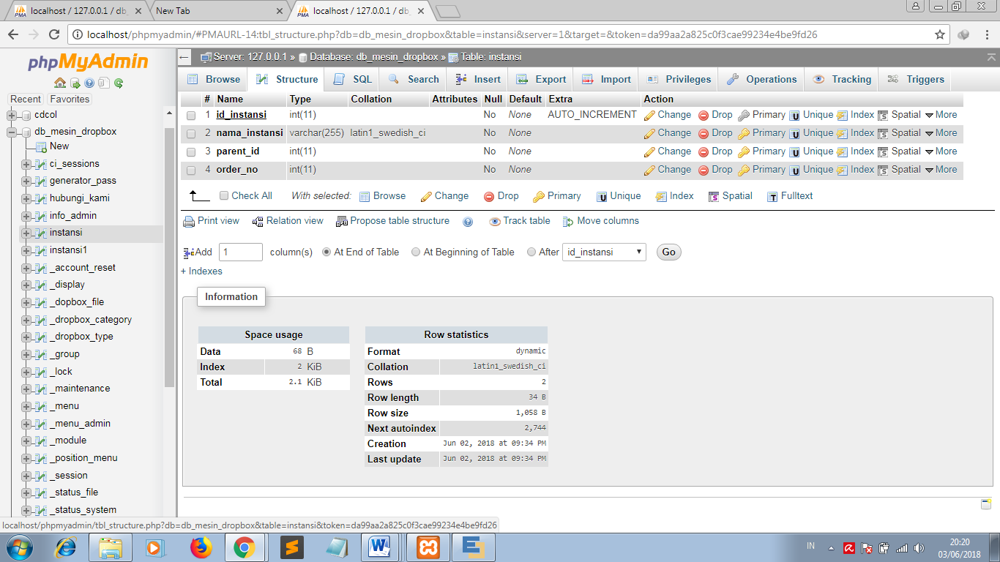 localhost / 127.0.0.1 / db_ New Tab localhost / 127.0.0.1 / db_
localhost/phpmyadmin/#PMAURL-14:tbl_structure.php?db=db_mesin_dropbox&table=instansi&server=1&target=&token=da99aa2a825c0f3cae99234e4be9fd26
phpMyAdmin
Recent Favorites
cdcol
db_mesin_dropbox
New
ci_sessions
generator_pass
hubungi_kami
info_admin
instansi
instansi1
_account_reset
_display
_dopbox_file
_dropbox_category
_dropbox_type
_group
_lock
_maintenance
_menu
_menu_admin
_module
_position_menu
_session
_status_file
_status_system
Server: 127.0.0.1 » Database: db_mesin_dropbox » Table: instansi
Browse Structure SQL Search Insert Export Import Privileges Operations Tracking Triggers
# Name Type Collation Attributes Null Default Extra Action
1 id_instansi int(11) No None AUTO_INCREMENT Change Drop Primary Unique Index Spatial More
2 nama_instansi varchar(255) latin1_swedish_ci No None Change Drop Primary Unique Index Spatial More
3 parent_id int(11) No None Change Drop Primary Unique Index Spatial More
4 order_no int(11) No None Change Drop Primary Unique Index Spatial More
Check All With selected: Browse Change Drop Primary Unique Index Spatial Fulltext
Print view Relation view Propose table structure Track table Move columns
Add 1 column(s) At End of Table At Beginning of Table After id_instansi Go
+ Indexes
Information
Space usage
Data 68 B
Index 2 KiB
Total 2.1 KiB
Row statistics
Format dynamic
Collation latin1_swedish_ci
Rows 2
Row length 34 B
Row size 1,058 B
Next autoindex 2,744
Creation Jun 02, 2018 at 09:34 PM
Last update Jun 02, 2018 at 09:34 PM
localhost/phpmyadmin/tbl_structure.php?db=db_mesin_dropbox&table=instansi&token=da99aa2a825c0f3cae99234e4be9fd26
IN
20:20
03/06/2018